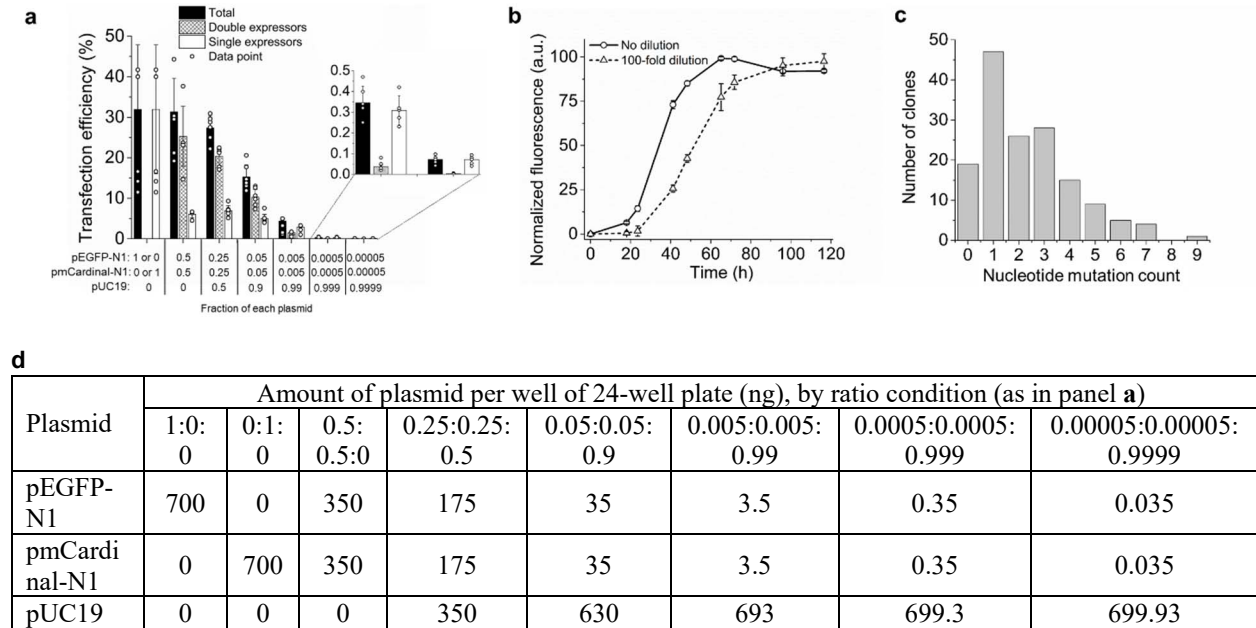 a
Total
Double expressors
Single expressors
Data point
Transfection efficiency (%)
50
40
30
20
10
0
0.5
0.4
0.3
0.2
0.1
0.0
pEGFP-N1: 1 or 0 0.5 0.25 0.05 0.005 0.0005 0.00005
pmCardinal-N1: 0 or 1 0.5 0.25 0.05 0.005 0.0005 0.00005
pUC19: 0 0 0.5 0.9 0.99 0.999 0.9999
Fraction of each plasmid
b
Normalized fluorescence (a.u.)
No dilution
100-fold dilution
100
75
50
25
0
0 20 40 60 80 100 120
Time (h)
c
Number of clones
50
40
30
20
10
0
0 1 2 3 4 5 6 7 8 9
Nucleotide mutation count
d
Plasmid
Amount of plasmid per well of 24-well plate (ng), by ratio condition (as in panel a)
1:0: 0:1: 0.5: 0.25:0.25: 0.05:0.05: 0.005:0.005: 0.0005:0.0005: 0.00005:0.00005:
0 0 0.5:0 0.5 0.9 0.99 0.999 0.9999
pEGFP-
N1 700 0 350 175 35 3.5 0.35 0.035
pmCardi
nal-N1 0 700 350 175 35 3.5 0.35 0.035
pUC19 0 0 0 350 630 693 699.3 699.93